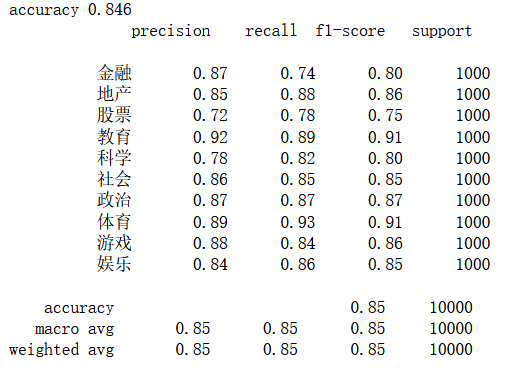 accuracy 0.846
precision recall f1-score support
金融 0.87 0.74 0.80 1000
地产 0.85 0.88 0.86 1000
股票 0.72 0.78 0.75 1000
教育 0.92 0.89 0.91 1000
科学 0.78 0.82 0.80 1000
社会 0.86 0.85 0.85 1000
政治 0.87 0.87 0.87 1000
体育 0.89 0.93 0.91 1000
游戏 0.88 0.84 0.86 1000
娱乐 0.84 0.86 0.85 1000
accuracy 0.85 10000
macro avg 0.85 0.85 0.85 10000
weighted avg 0.85 0.85 0.85 10000